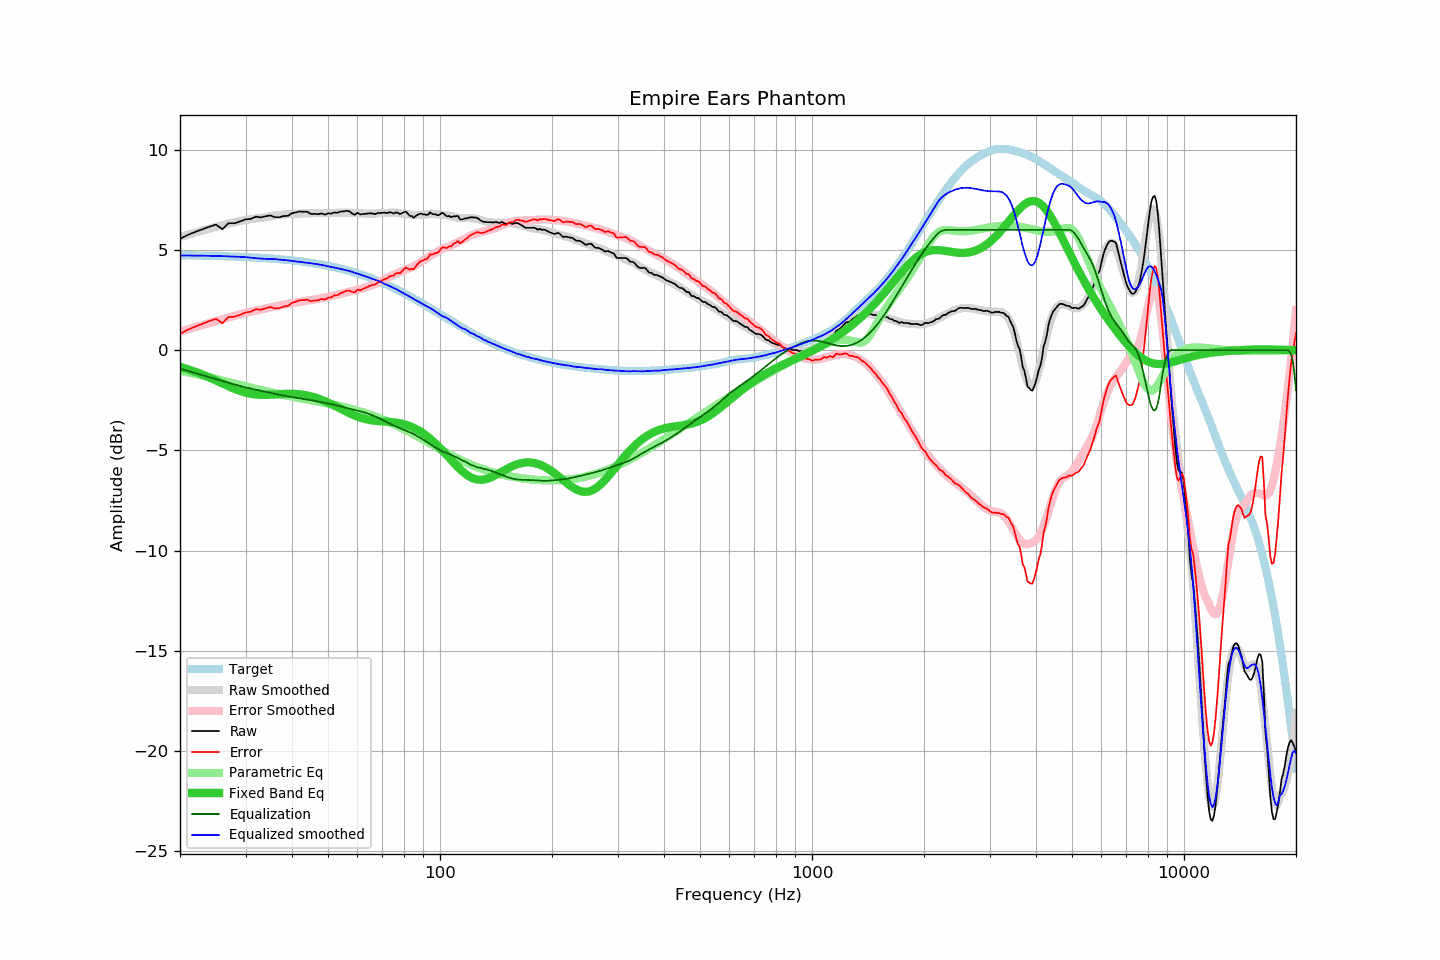 Empire Ears Phantom
10
5
0
−5
−10
−15
−20
−25
Amplitude (dBr)
Target
Raw Smoothed
Error Smoothed
Raw
Error
Parametric Eq
Fixed Band Eq
Equalization
Equalized smoothed
100
1000
10000
Frequency (Hz)